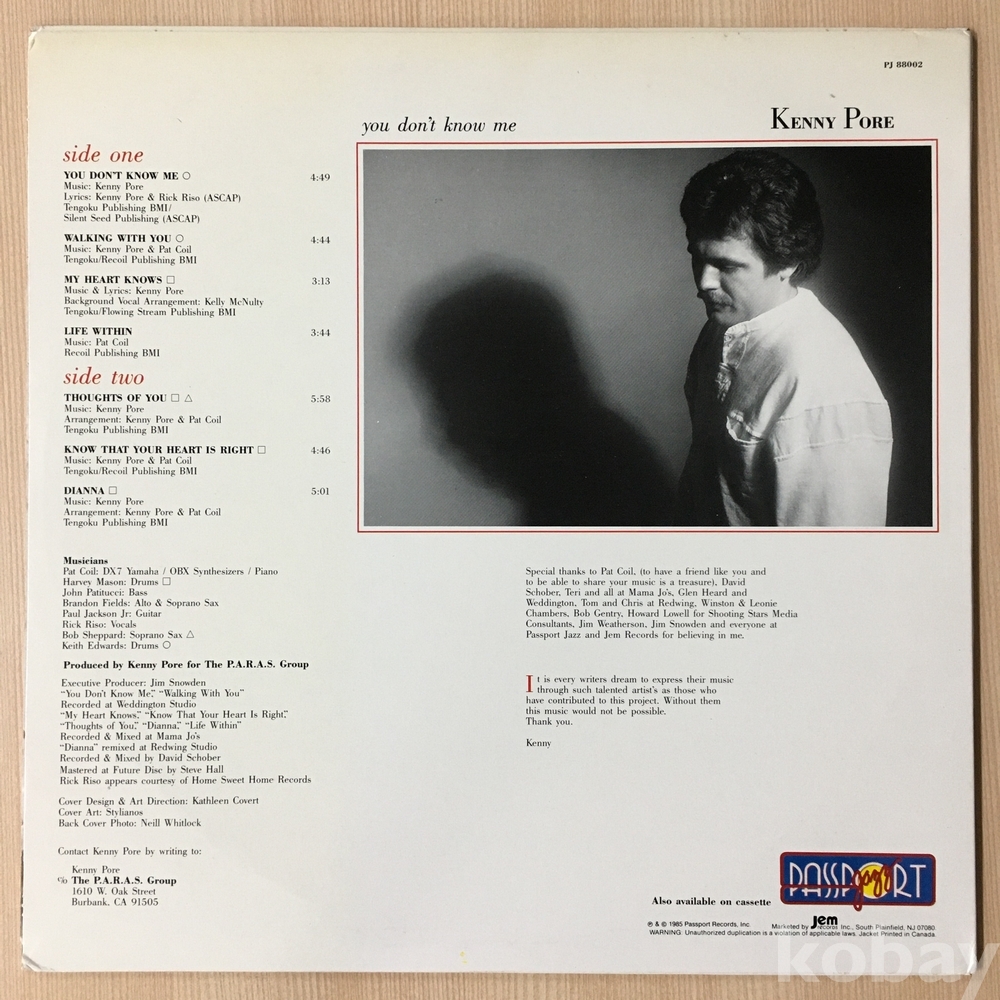 PJ 88002
you don't know me
KENNY PORE
side one
YOU DON'T KNOW ME ○ 4:49
Music: Kenny Pore
Lyrics: Kenny Pore & Rick Riso (ASCAP)
Tengoku Publishing BMI/
Silent Seed Publishing (ASCAP)
WALKING WITH YOU ○ 4:44
Music: Kenny Pore & Pat Coil
Tengoku/Recoil Publishing BMI
MY HEART KNOWS □ 3:13
Music & Lyrics: Kenny Pore
Background Vocal Arrangement: Kelly McNulty
Tengoku/Flowing Stream Publishing BMI
LIFE WITHIN 3:44
Music: Pat Coil
Recoil Publishing BMI
side two
THOUGHTS OF YOU □ △ 5:58
Music: Kenny Pore
Arrangement: Kenny Pore & Pat Coil
Tengoku Publishing BMI
KNOW THAT YOUR HEART IS RIGHT □ 4:46
Music: Kenny Pore & Pat Coil
Tengoku/Recoil Publishing BMI
DIANNA □ 5:01
Music: Kenny Pore
Arrangement: Kenny Pore & Pat Coil
Tengoku Publishing BMI
Musicians
Pat Coil: DX7 Yamaha / OBX Synthesizers / Piano
Harvey Mason: Drums □
John Patitucci: Bass
Brandon Fields: Alto & Soprano Sax
Paul Jackson Jr: Guitar
Rick Riso: Vocals
Bob Sheppard: Soprano Sax △
Keith Edwards: Drums ○
Produced by Kenny Pore for The P.A.R.A.S. Group
Executive Producer: Jim Snowden
"You Don't Know Me," "Walking With You"
Recorded at Weddington Studio
"My Heart Knows," "Know That Your Heart Is Right,"
"Thoughts of You," "Dianna," "Life Within"
Recorded & Mixed at Mama Jo's
"Dianna" remixed at Redwing Studio
Recorded & Mixed by David Schober
Mastered at Future Disc by Steve Hall
Rick Riso appears courtesy of Home Sweet Home Records
Cover Design & Art Direction: Kathleen Covert
Cover Art: Stylianos
Back Cover Photo: Neill Whitlock
Contact Kenny Pore by writing to:
Kenny Pore
c/o The P.A.R.A.S. Group
1610 W. Oak Street
Burbank, CA 91505
Special thanks to Pat Coil, (to have a friend like you and
to be able to share your music is a treasure), David
Schober, Teri and all at Mama Jo's, Glen Heard and
Weddington, Tom and Chris at Redwing, Winston & Leonie
Chambers, Bob Gentry, Howard Lowell for Shooting Stars Media
Consultants, Jim Weatherson, Jim Snowden and everyone at
Passport Jazz and Jem Records for believing in me.
It is every writers dream to express their music
through such talented artist's as those who
have contributed to this project. Without them
this music would not be possible.
Thank you.
Kenny
PASSPORT jazz
Also available on cassette
℗ & © 1985 Passport Records, Inc. Marketed by jem records Inc., South Plainfield, NJ 07080.
WARNING: Unauthorized duplication is a violation of applicable laws. Jacket Printed in Canada.
kobay